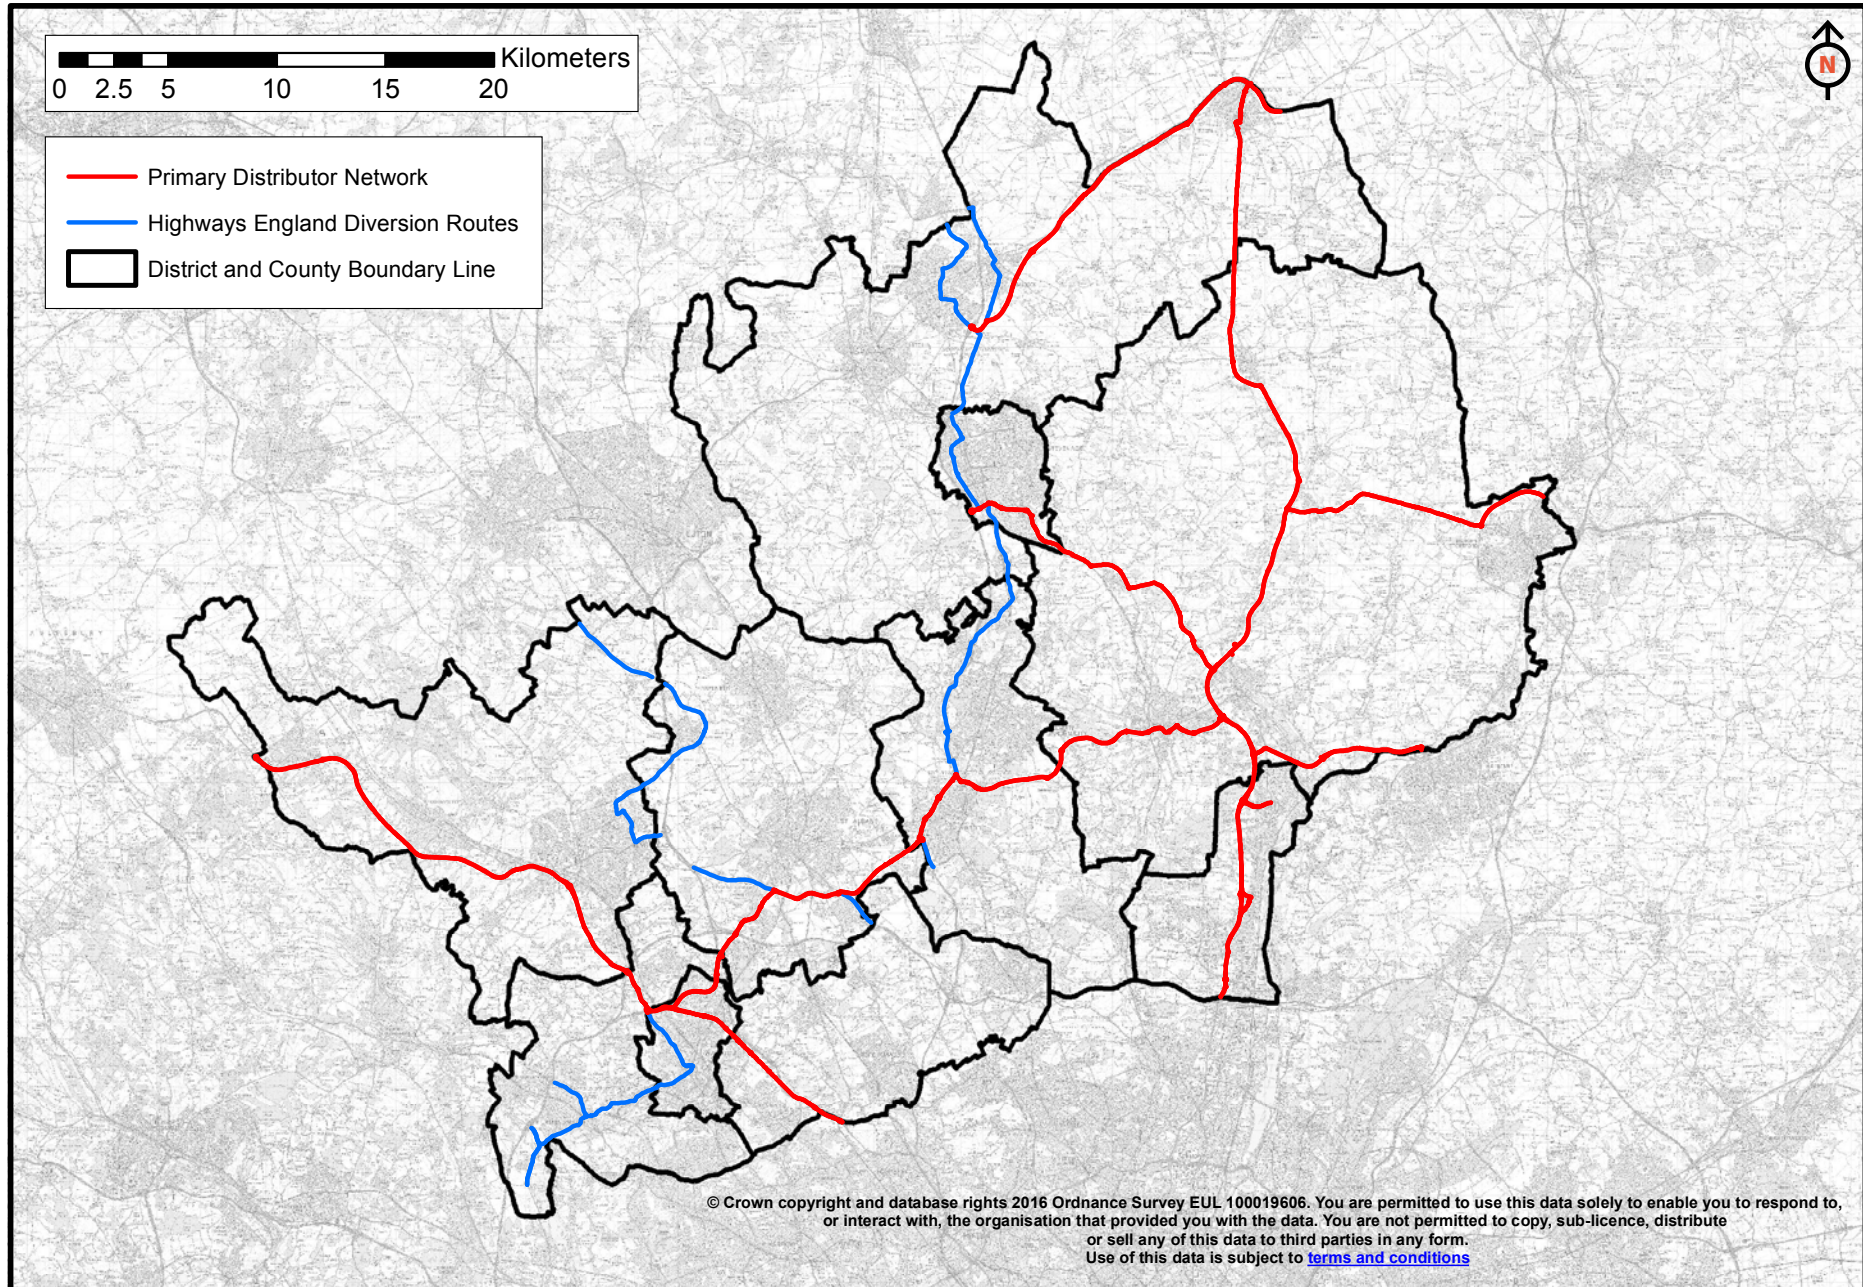 Kilometers
0 2.5 5 10 15 20
N
Primary Distributor Network
Highways England Diversion Routes
District and County Boundary Line
LUTON
© Crown copyright and database rights 2016 Ordnance Survey EUL 100019606. You are permitted to use this data solely to enable you to respond to,
or interact with, the organisation that provided you with the data. You are not permitted to copy, sub-licence, distribute
or sell any of this data to third parties in any form.
Use of this data is subject to terms and conditions